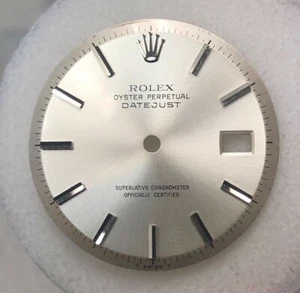 ROLEX
OYSTER PERPETUAL
DATEJUST
SUPERLATIVE CHRONOMETER
OFFICIALLY CERTIFIED